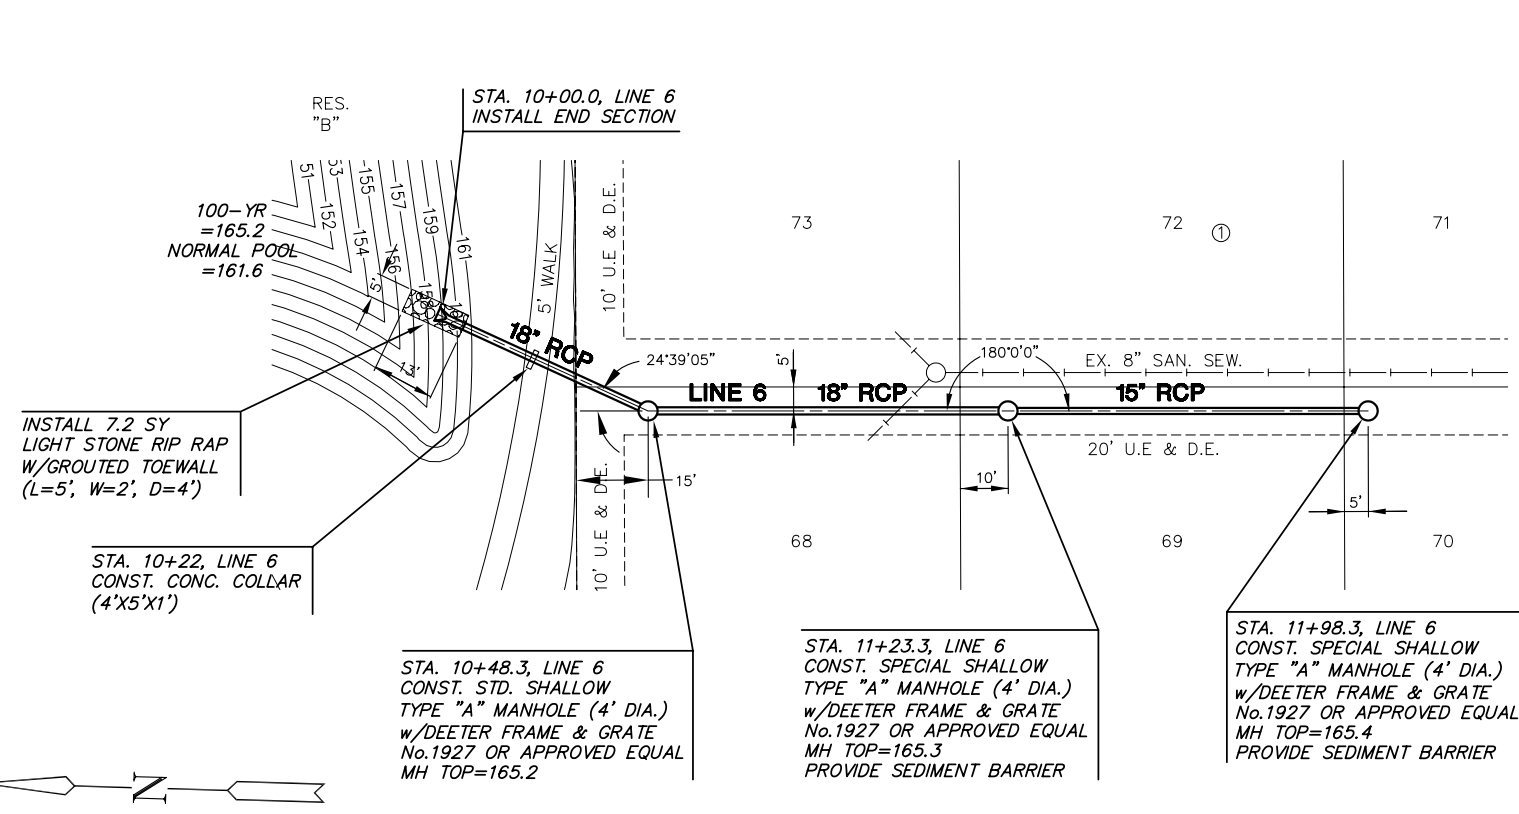 RES.
"B"
STA. 10+00.0, LINE 6
INSTALL END SECTION
100-YR
=165.2
NORMAL POOL
=161.6
51
152
53
154
155
156
157
158
159
161
5'
13'
5' WALK
10' U.E & D.E.
73
72
1
71
18" RCP
24°39'05"
LINE 6
5'
18" RCP
180°0'0"
EX. 8" SAN. SEW.
15" RCP
20' U.E & D.E.
10' U.E & D.E.
15'
10'
5'
68
69
70
INSTALL 7.2 SY
LIGHT STONE RIP RAP
W/GROUTED TOEWALL
(L=5', W=2', D=4')
STA. 10+22, LINE 6
CONST. CONC. COLLAR
(4'X5'X1')
STA. 10+48.3, LINE 6
CONST. STD. SHALLOW
TYPE "A" MANHOLE (4' DIA.)
w/DEETER FRAME & GRATE
No.1927 OR APPROVED EQUAL
MH TOP=165.2
STA. 11+23.3, LINE 6
CONST. SPECIAL SHALLOW
TYPE "A" MANHOLE (4' DIA.)
w/DEETER FRAME & GRATE
No.1927 OR APPROVED EQUAL
MH TOP=165.3
PROVIDE SEDIMENT BARRIER
STA. 11+98.3, LINE 6
CONST. SPECIAL SHALLOW
TYPE "A" MANHOLE (4' DIA.)
w/DEETER FRAME & GRATE
No.1927 OR APPROVED EQUAL
MH TOP=165.4
PROVIDE SEDIMENT BARRIER
N